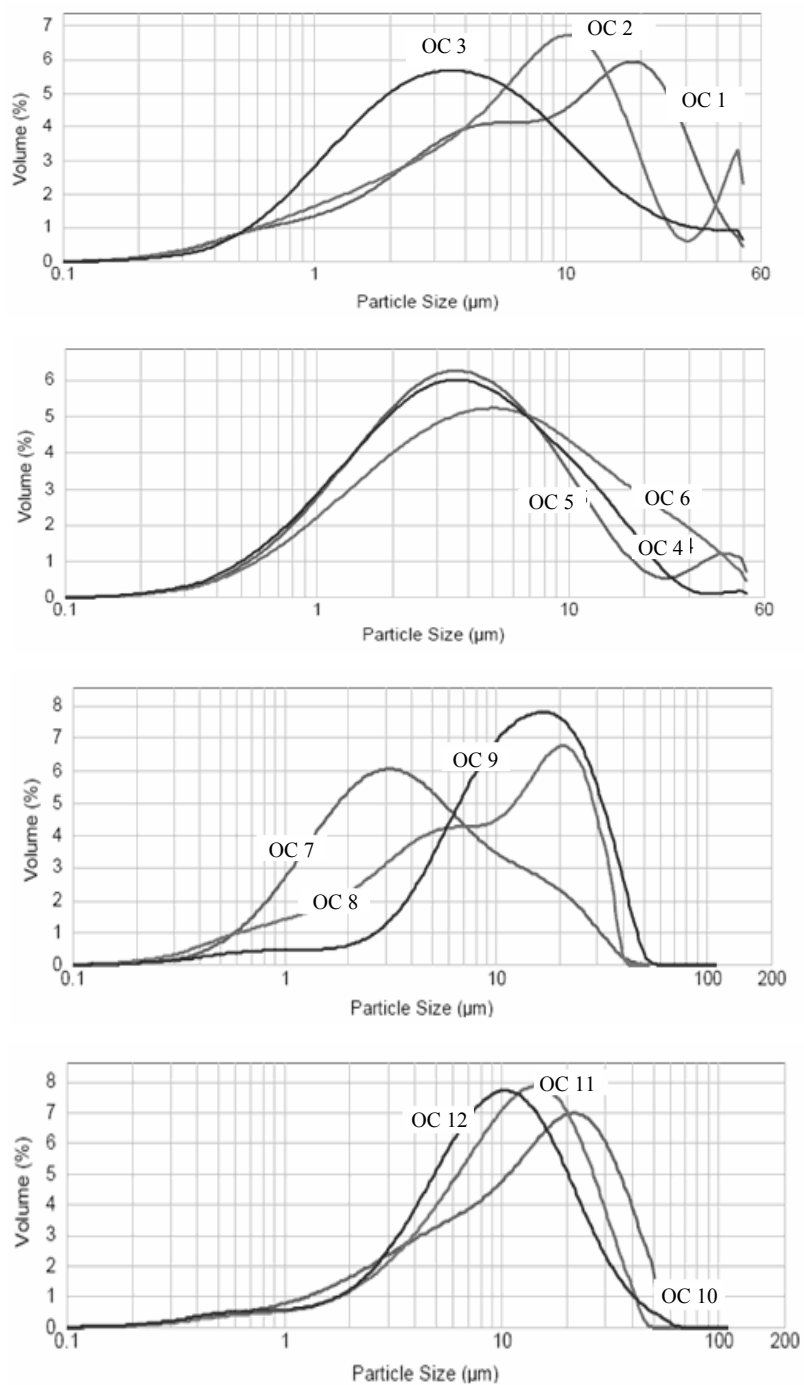 7
6
5
4
3
2
1
0
Volume (%)
OC 3
OC 2
OC 1
0.1 1 10 60
Particle Size (µm)
6
5
4
3
2
1
0
Volume (%)
OC 5
OC 6
OC 4
0.1 1 10 60
Particle Size (µm)
8
7
6
5
4
3
2
1
0
Volume (%)
OC 9
OC 7
OC 8
0.1 1 10 100 200
Particle Size (µm)
8
7
6
5
4
3
2
1
0
Volume (%)
OC 11
OC 12
OC 10
0.1 1 10 100 200
Particle Size (µm)